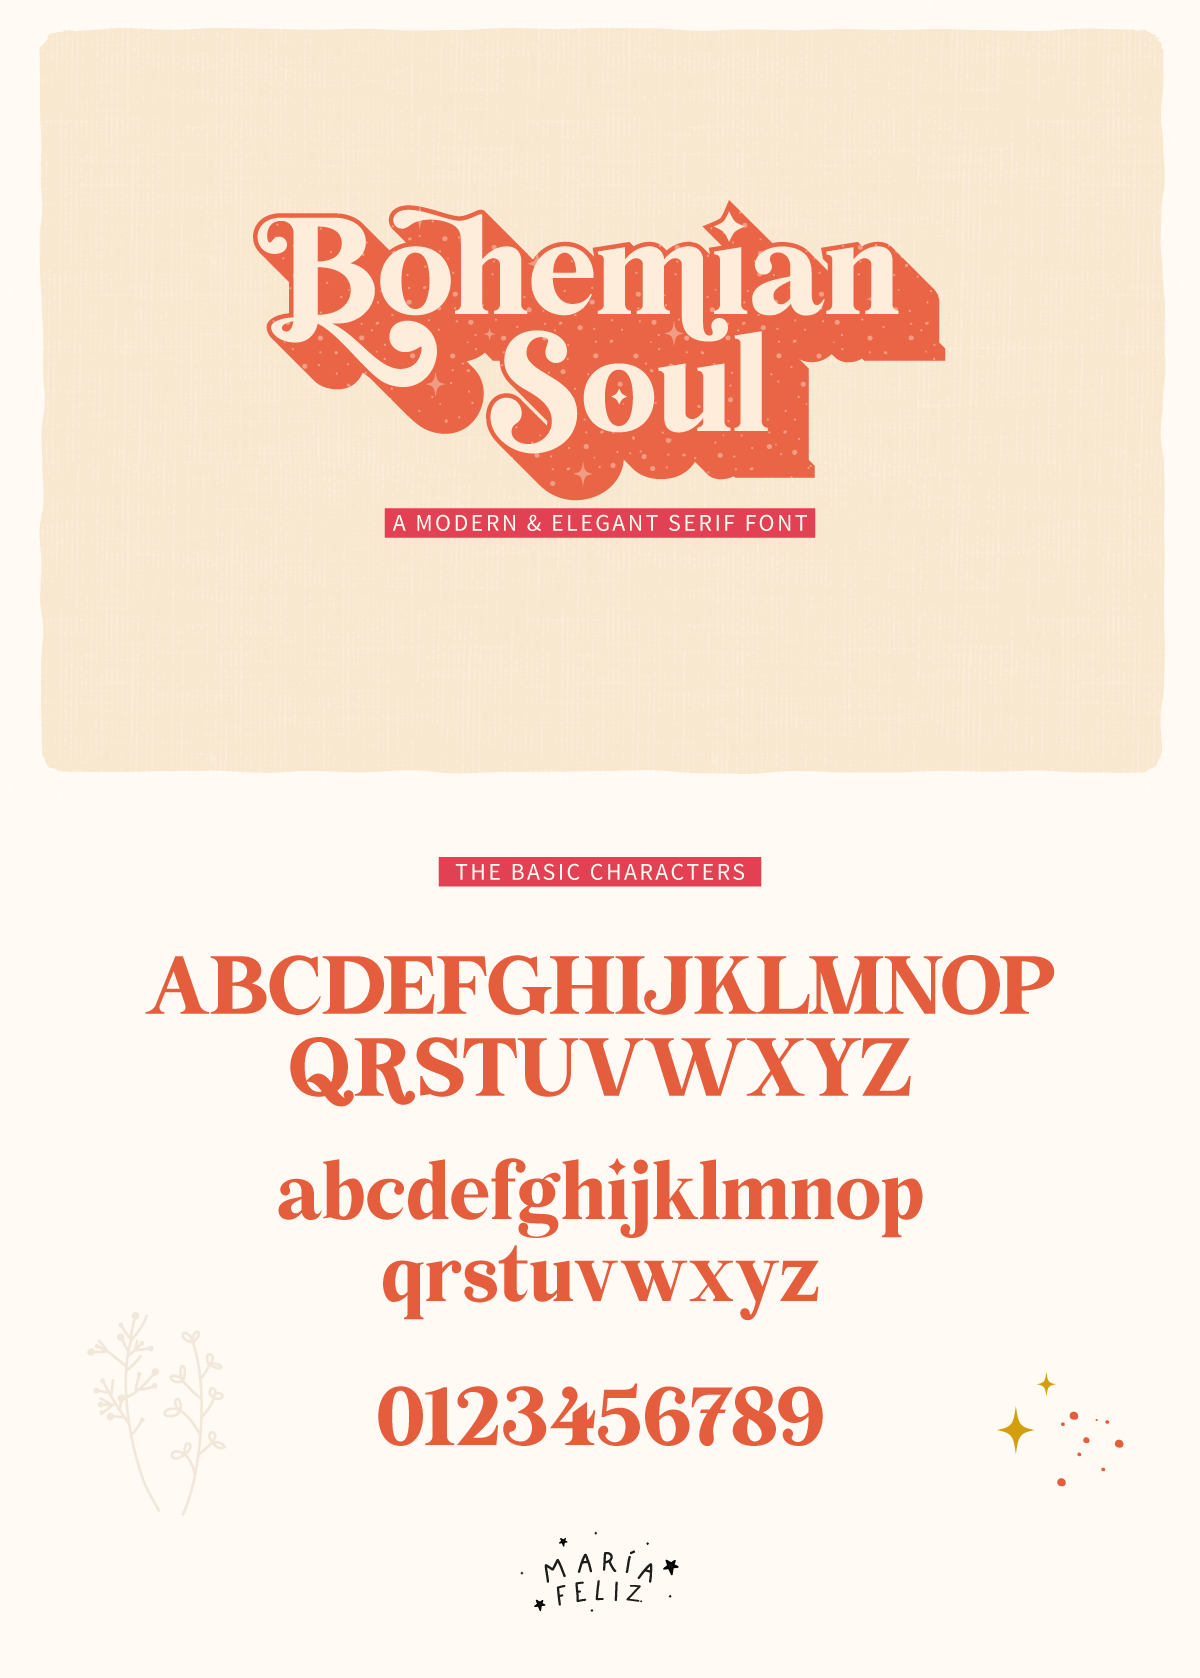 Bohemian
Soul
A MODERN & ELEGANT SERIF FONT
THE BASIC CHARACTERS
ABCDEFGHIJKLMNOP
QRSTUVWXYZ
abcdefghijklmnop
qrstuvwxyz
0123456789
MARÍA
FELIZ